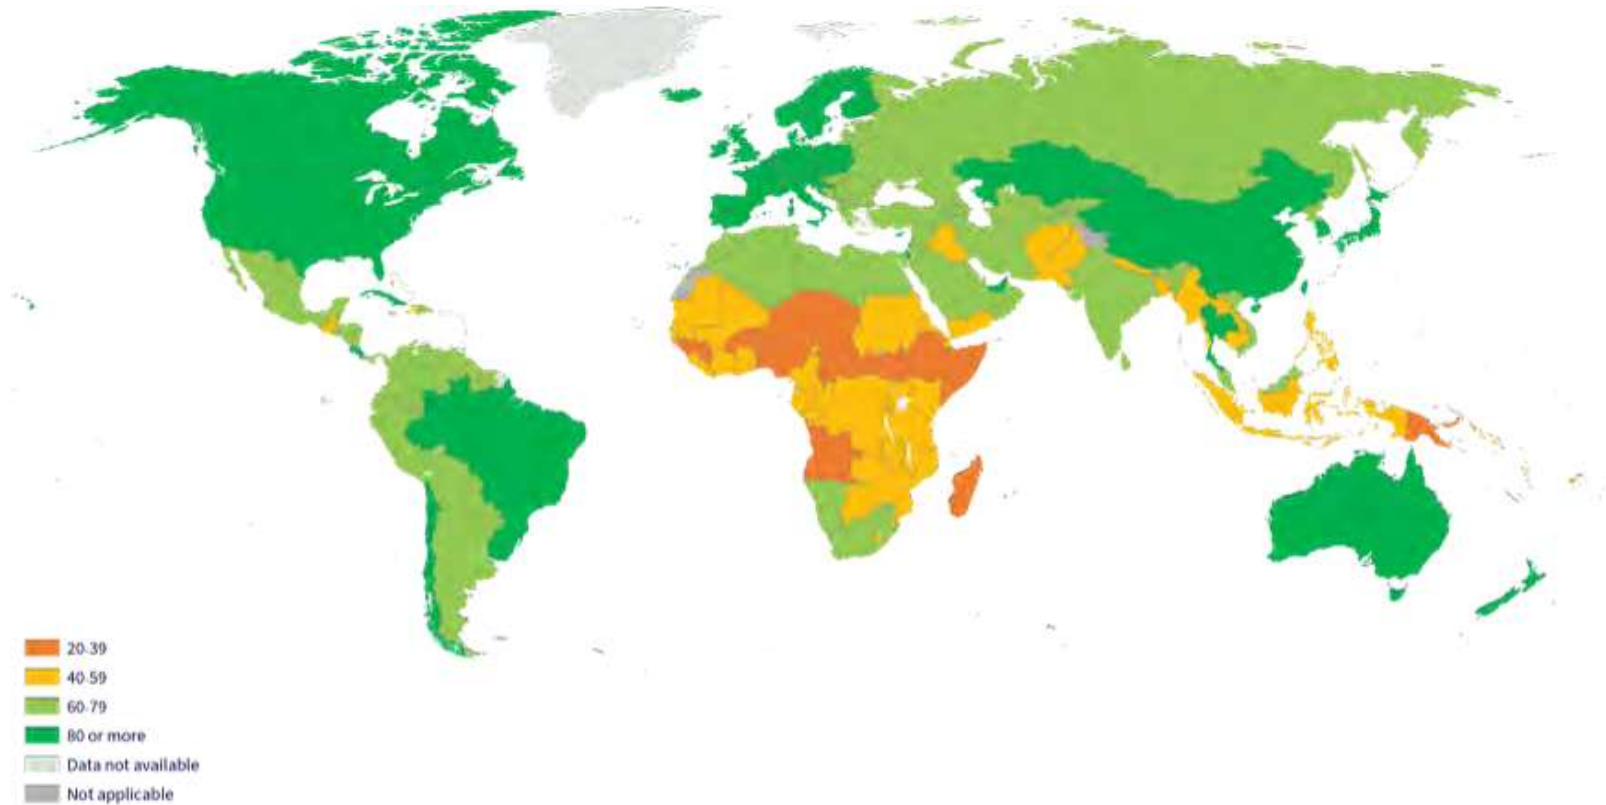 20-39
40-59
60-79
80 or more
Data not available
Not applicable